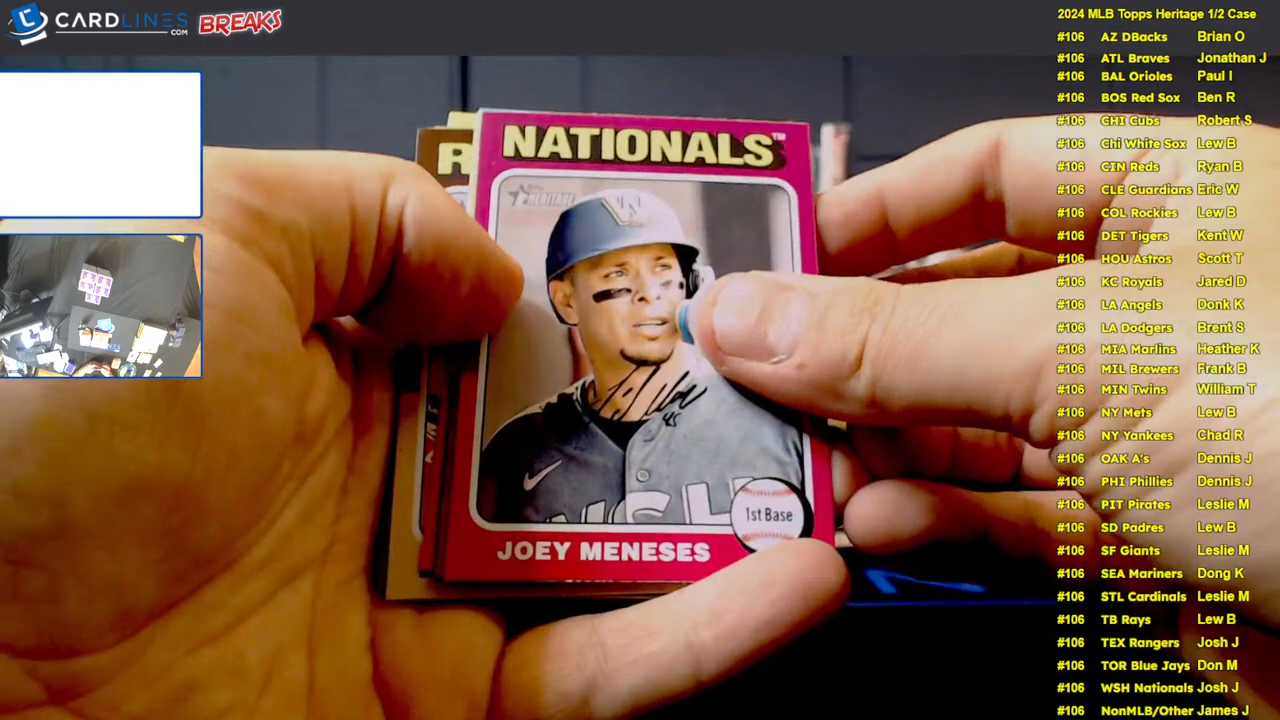 CARDLINES
.COM
BREAKS
2024 MLB Topps Heritage 1/2 Case
#106 AZ DBacks Brian O
#106 ATL Braves Jonathan J
#106 BAL Orioles Paul I
#106 BOS Red Sox Ben R
#106 CHI Cubs Robert S
#106 Chi White Sox Lew B
#106 CIN Reds Ryan B
#106 CLE Guardians Eric W
#106 COL Rockies Lew B
#106 DET Tigers Kent W
#106 HOU Astros Scott T
#106 KC Royals Jared D
#106 LA Angels Donk K
#106 LA Dodgers Brent S
#106 MIA Marlins Heather K
#106 MIL Brewers Frank B
#106 MIN Twins William T
#106 NY Mets Lew B
#106 NY Yankees Chad R
#106 OAK A's Dennis J
#106 PHI Phillies Dennis J
#106 PIT Pirates Leslie M
#106 SD Padres Lew B
#106 SF Giants Leslie M
#106 SEA Mariners Dong K
#106 STL Cardinals Leslie M
#106 TB Rays Lew B
#106 TEX Rangers Josh J
#106 TOR Blue Jays Don M
#106 WSH Nationals Josh J
#106 NonMLB/Other James J
R
NATIONALS™
Topps
HERITAGE
W
45
1st Base
JOEY MENESES